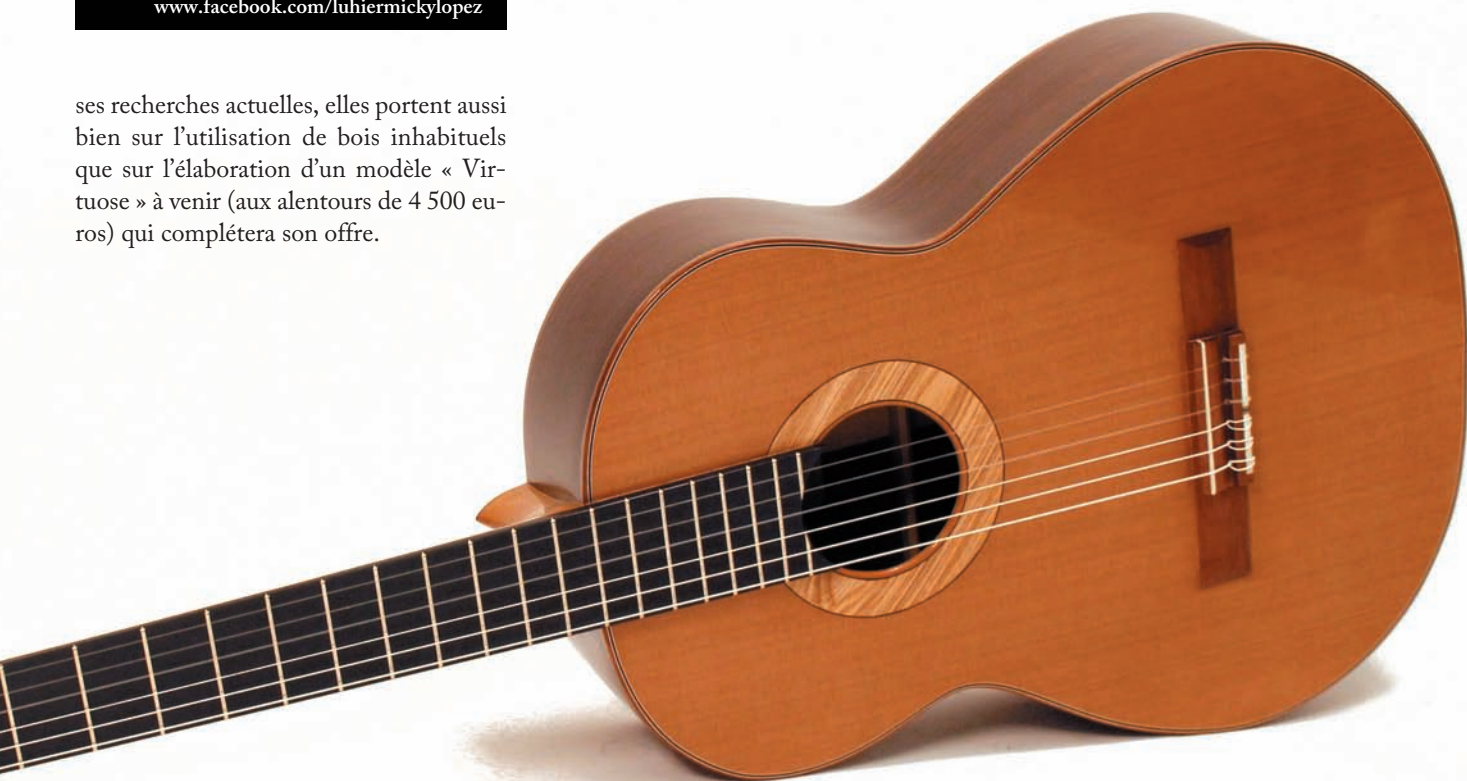 www.facebook.com/luhiermickylopez
ses recherches actuelles, elles portent aussi
bien sur l’utilisation de bois inhabituels
que sur l’élaboration d’un modèle « Vir-
tuose » à venir (aux alentours de 4 500 eu-
ros) qui complétera son offre.